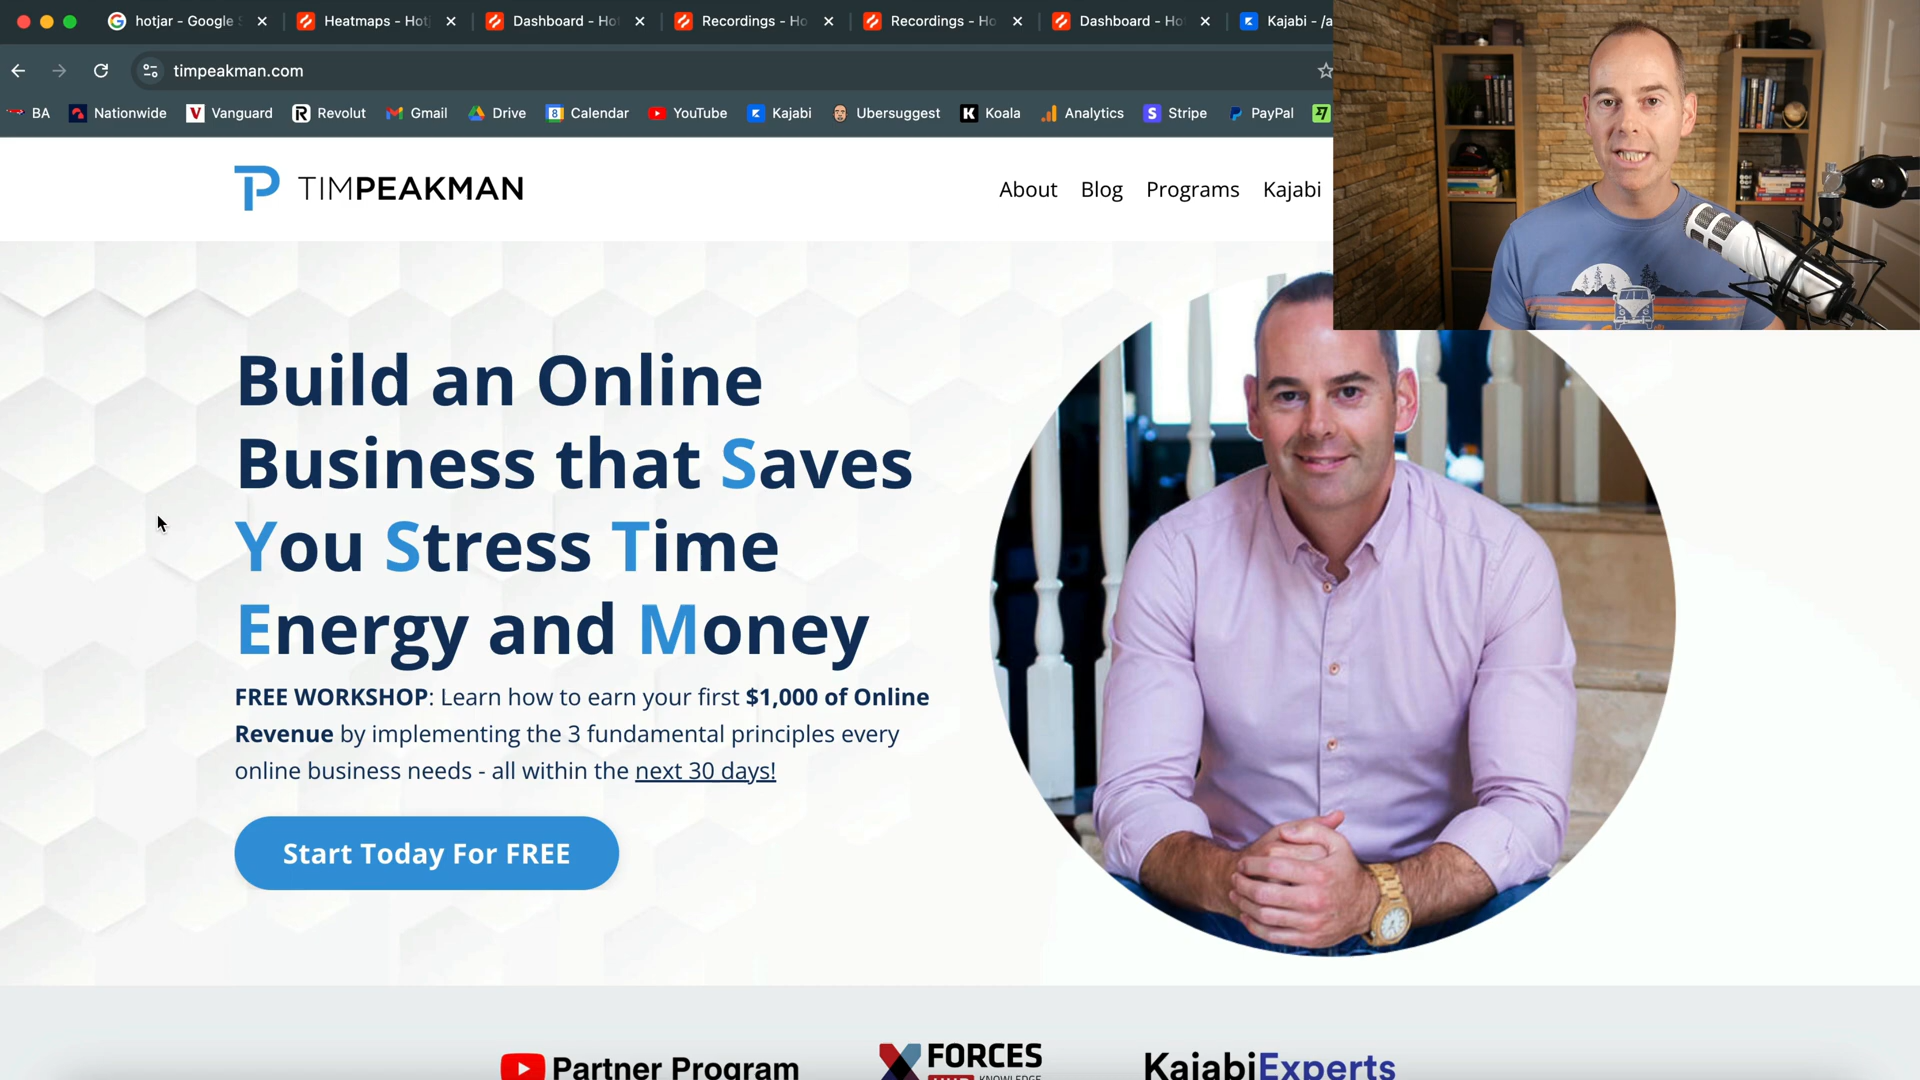 hotjar - Google S
Heatmaps - Hotj
Dashboard - Hot
Recordings - Ho
Recordings - Ho
Dashboard - Hot
Kajabi - /a
timpeakman.com
BA
Nationwide
Vanguard
Revolut
Gmail
Drive
Calendar
YouTube
Kajabi
Ubersuggest
Koala
Analytics
Stripe
PayPal
TIMPEAKMAN
About
Blog
Programs
Kajabi
Build an Online
Business that Saves
You Stress Time
Energy and Money
FREE WORKSHOP: Learn how to earn your first $1,000 of Online
Revenue by implementing the 3 fundamental principles every
online business needs - all within the next 30 days!
Start Today For FREE
Partner Program
FORCES
HUB KNOWLEDGE
KajabiExperts